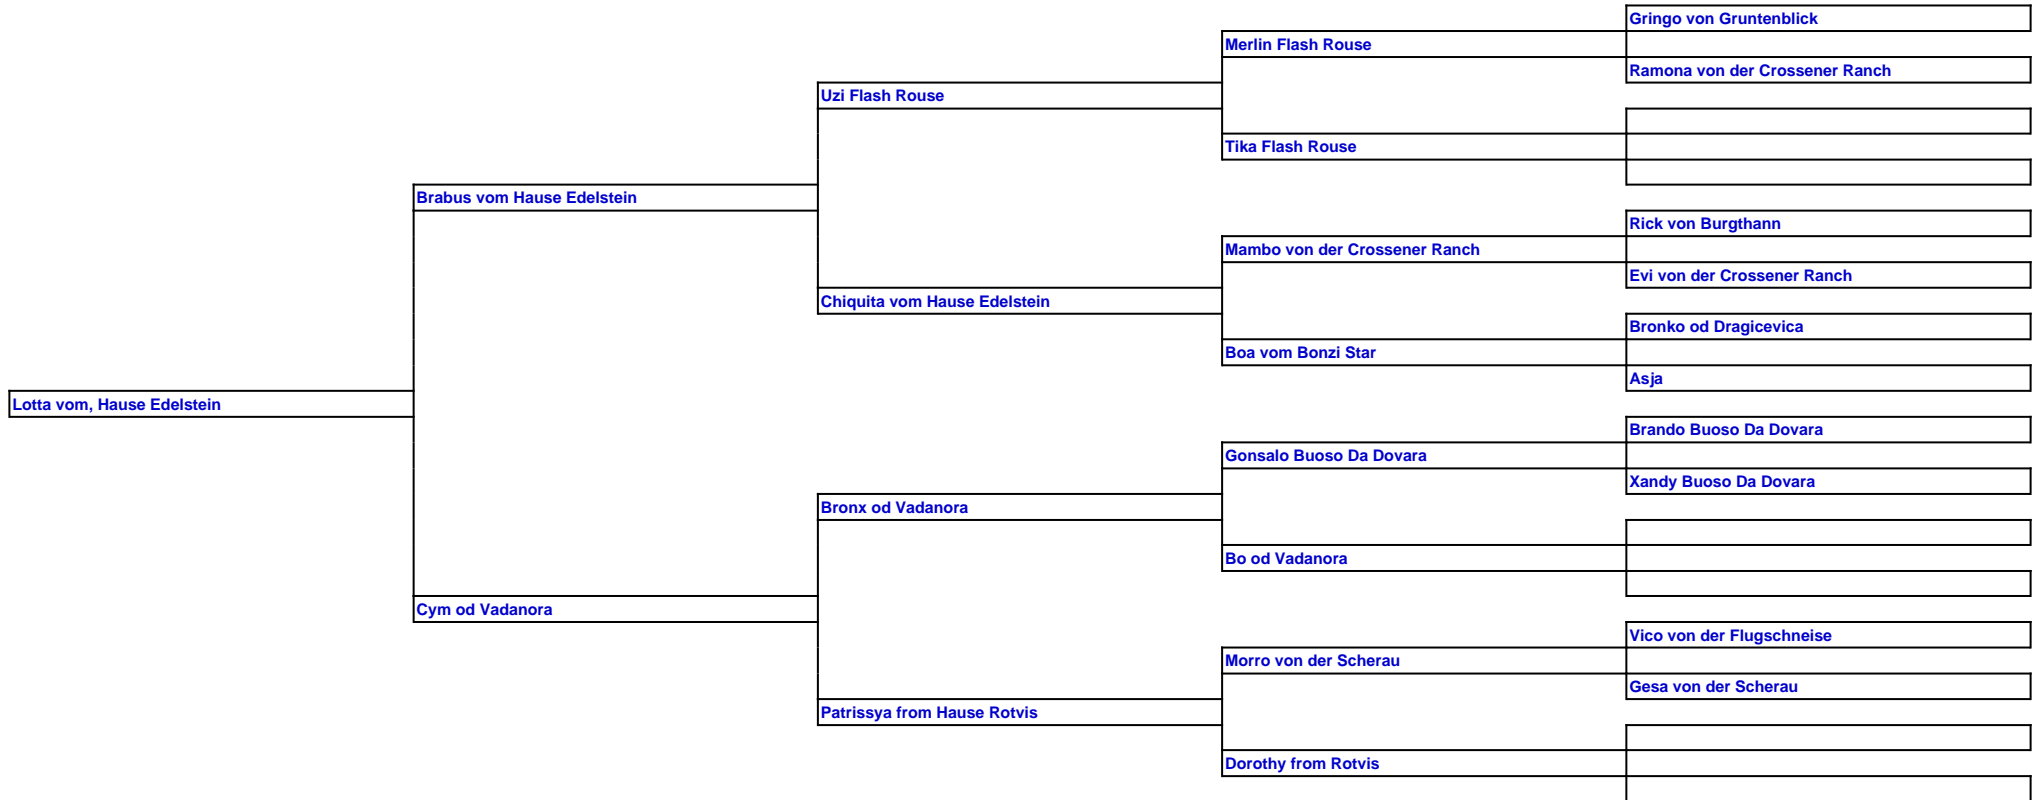 Gringo von Gruntenblick
Merlin Flash Rouse
Ramona von der Crossener Ranch
Uzi Flash Rouse
Tika Flash Rouse
Brabus vom Hause Edelstein
Rick von Burgthann
Mambo von der Crossener Ranch
Evi von der Crossener Ranch
Chiquita vom Hause Edelstein
Bronko od Dragicevica
Boa vom Bonzi Star
Asja
Lotta vom, Hause Edelstein
Brando Buoso Da Dovara
Gonsalo Buoso Da Dovara
Xandy Buoso Da Dovara
Bronx od Vadanora
Bo od Vadanora
Cym od Vadanora
Vico von der Flugschneise
Morro von der Scherau
Gesa von der Scherau
Patrissya from Hause Rotvis
Dorothy from Rotvis